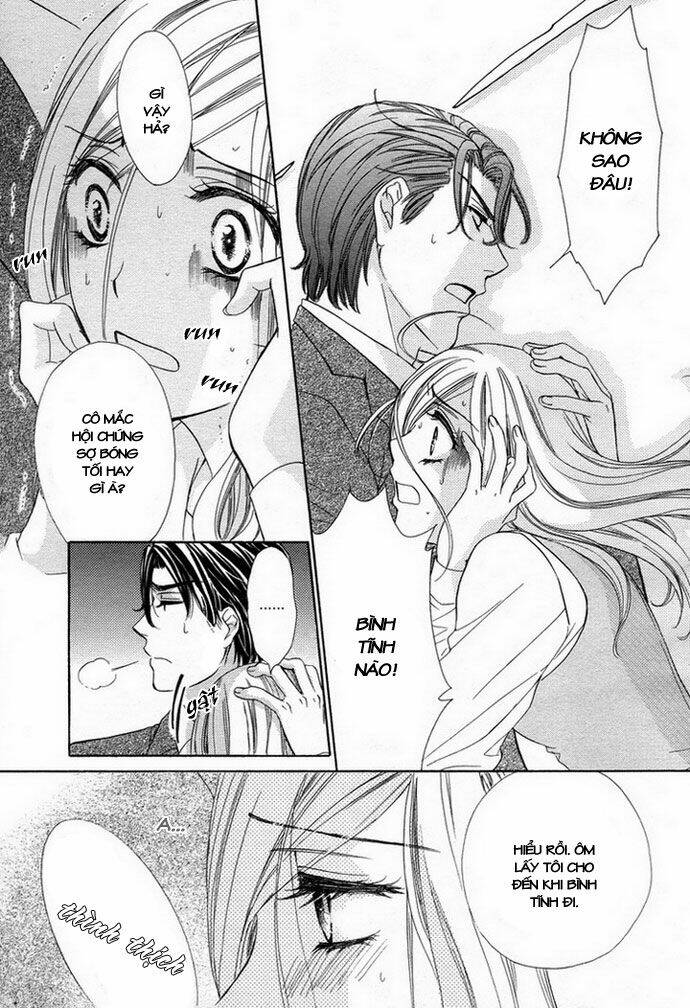 KHÔNG
SAO
ĐÂU!
BÌNH
TĨNH
NÀO!
GÌ
VẬY
HẢ?
run
run
run
CÔ MẮC
HỘI CHỨNG
SỢ BÓNG
TỐI HAY
GÌ À?
........
gật
HIỂU RỒI. ÔM
LẤY TÔI CHO
ĐẾN KHI BÌNH
TĨNH ĐI.
A...
thình thịch